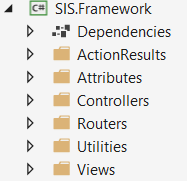 C# SIS.Framework
Dependencies
ActionResults
Attributes
Controllers
Routers
Utilities
Views